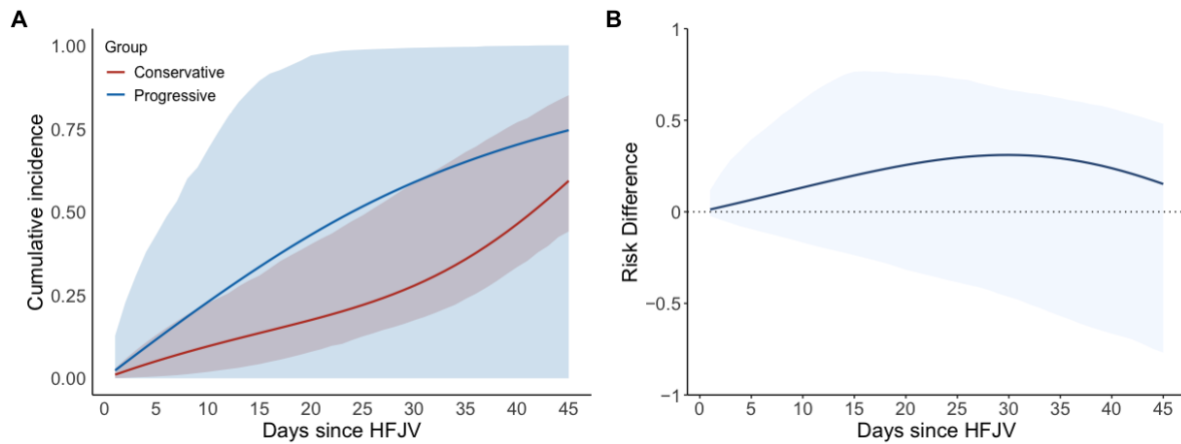 A
Cumulative incidence
1.00
0.75
0.50
0.25
0.00
Group
Conservative
Progressive
0 5 10 15 20 25 30 35 40 45
Days since HFJV
B
Risk Difference
1
0.5
0
−0.5
−1
0 5 10 15 20 25 30 35 40 45
Days since HFJV